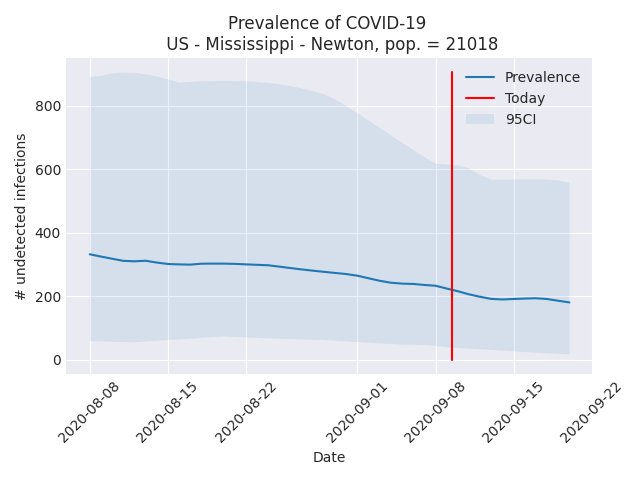 Prevalence of COVID-19
US - Mississippi - Newton, pop. = 21018
Prevalence
Today
95CI
# undetected infections
800
600
400
200
0
2020-08-08
2020-08-15
2020-08-22
2020-09-01
2020-09-08
2020-09-15
2020-09-22
Date